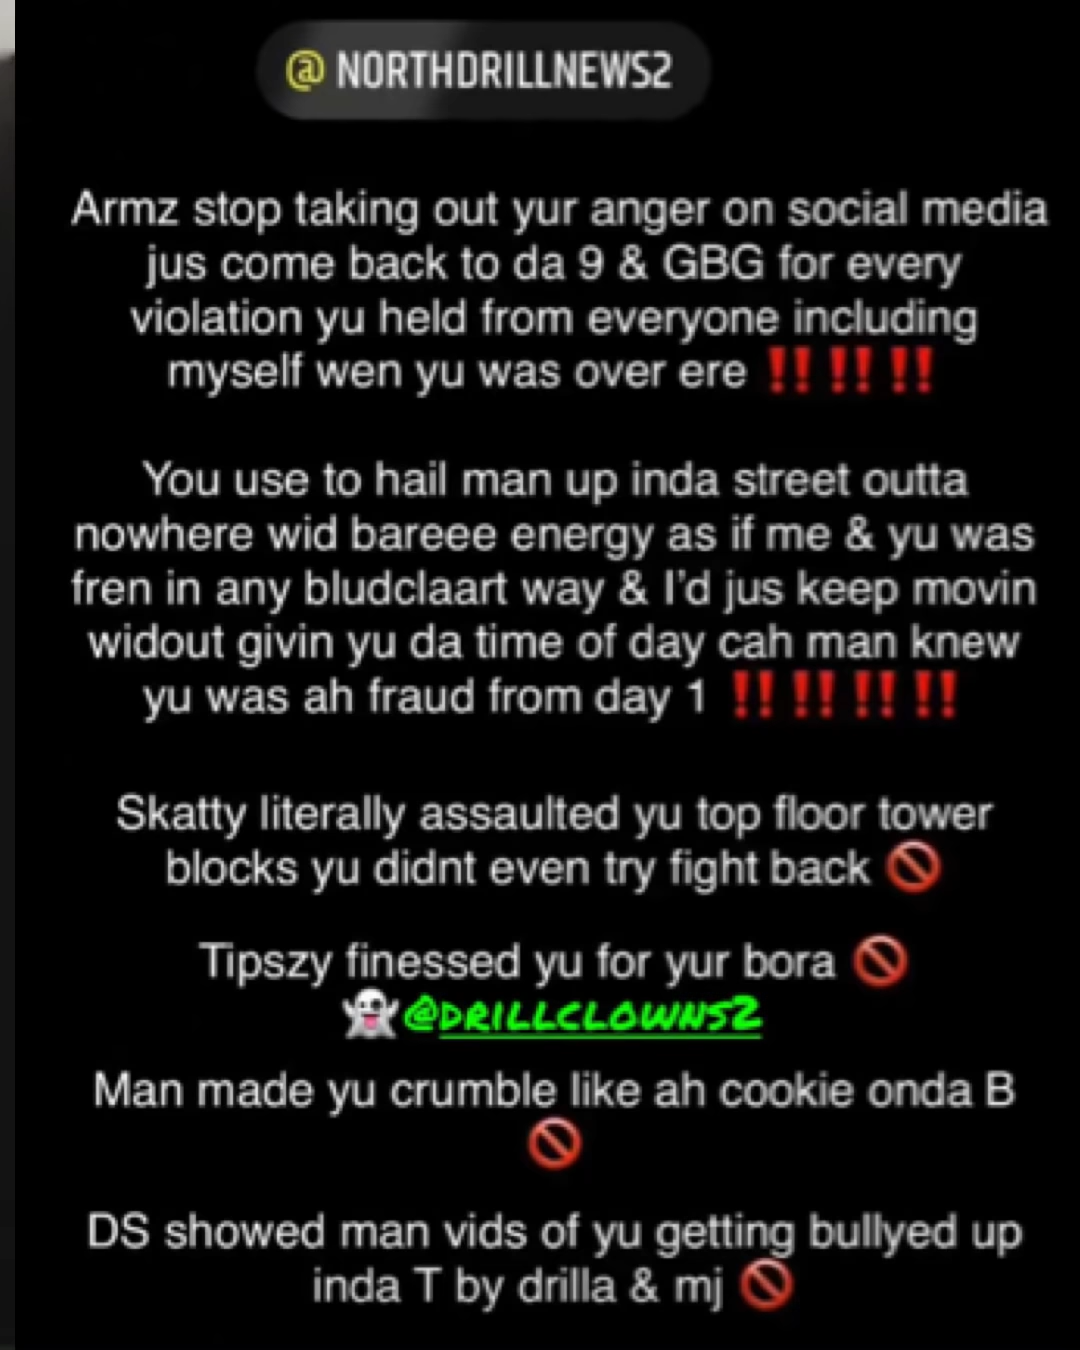 @ NORTHDRILLNEWS2
Armz stop taking out yur anger on social media
jus come back to da 9 & GBG for every
violation yu held from everyone including
myself wen yu was over ere ‼️‼️‼️
You use to hail man up inda street outta
nowhere wid bareee energy as if me & yu was
fren in any bludclaart way & I'd jus keep movin
widout givin yu da time of day cah man knew
yu was ah fraud from day 1 ‼️‼️‼️‼️
Skatty literally assaulted yu top floor tower
blocks yu didnt even try fight back 🚫
Tipszy finessed yu for yur bora 🚫
👻@DRILLCLOWNS2
Man made yu crumble like ah cookie onda B
🚫
DS showed man vids of yu getting bullyed up
inda T by drilla & mj 🚫